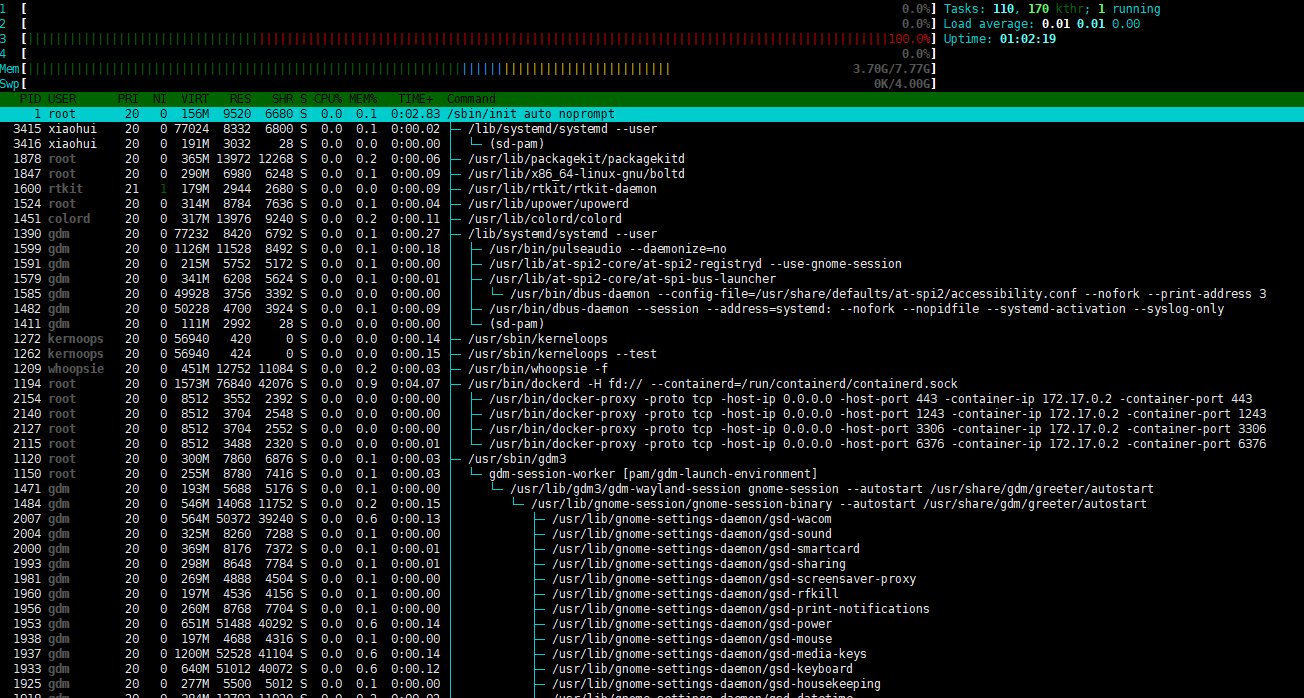 1 [ 0.0%] Tasks: 110, 170 kthr; 1 running
2 [ 0.0%] Load average: 0.01 0.01 0.00
3 [|||||||||||||||||||||||||||||||||||||||||||||||||||||||||||||||||||||||||||||||||||||||||||||||||||||||||||||||||||||||||||100.0%] Uptime: 01:02:19
4 [ 0.0%]
Mem[|||||||||||||||||||||||||||||||||||||||||||||||||||||||||||||||||||||||||||||||||||||||||||| 3.70G/7.77G]
Swp[ 0K/4.00G]
PID USER PRI NI VIRT RES SHR S CPU% MEM% TIME+ Command
1 root 20 0 156M 9520 6680 S 0.0 0.1 0:02.83 /sbin/init auto noprompt
3415 xiaohui 20 0 77024 8332 6800 S 0.0 0.1 0:00.02 ├─ /lib/systemd/systemd --user
3416 xiaohui 20 0 191M 3032 28 S 0.0 0.0 0:00.00 │ └─ (sd-pam)
1878 root 20 0 365M 13972 12268 S 0.0 0.2 0:00.06 ├─ /usr/lib/packagekit/packagekitd
1847 root 20 0 290M 6980 6248 S 0.0 0.1 0:00.09 ├─ /usr/lib/x86_64-linux-gnu/boltd
1600 rtkit 21 1 179M 2944 2680 S 0.0 0.0 0:00.09 ├─ /usr/lib/rtkit/rtkit-daemon
1524 root 20 0 314M 8784 7636 S 0.0 0.1 0:00.04 ├─ /usr/lib/upower/upowerd
1451 colord 20 0 317M 13976 9240 S 0.0 0.2 0:00.11 ├─ /usr/lib/colord/colord
1390 gdm 20 0 77232 8420 6792 S 0.0 0.1 0:00.27 ├─ /lib/systemd/systemd --user
1599 gdm 20 0 1126M 11528 8492 S 0.0 0.1 0:00.18 │ ├─ /usr/bin/pulseaudio --daemonize=no
1591 gdm 20 0 215M 5752 5172 S 0.0 0.1 0:00.00 │ ├─ /usr/lib/at-spi2-core/at-spi2-registryd --use-gnome-session
1579 gdm 20 0 341M 6208 5624 S 0.0 0.1 0:00.01 │ ├─ /usr/lib/at-spi2-core/at-spi-bus-launcher
1585 gdm 20 0 49928 3756 3392 S 0.0 0.0 0:00.00 │ │ └─ /usr/bin/dbus-daemon --config-file=/usr/share/defaults/at-spi2/accessibility.conf --nofork --print-address 3
1482 gdm 20 0 50228 4700 3924 S 0.0 0.1 0:00.09 │ ├─ /usr/bin/dbus-daemon --session --address=systemd: --nofork --nopidfile --systemd-activation --syslog-only
1411 gdm 20 0 111M 2992 28 S 0.0 0.0 0:00.00 │ └─ (sd-pam)
1272 kernoops 20 0 56940 420 0 S 0.0 0.0 0:00.14 ├─ /usr/sbin/kerneloops
1262 kernoops 20 0 56940 424 0 S 0.0 0.0 0:00.15 ├─ /usr/sbin/kerneloops --test
1209 whoopsie 20 0 451M 12752 11084 S 0.0 0.2 0:00.03 ├─ /usr/bin/whoopsie -f
1194 root 20 0 1573M 76840 42076 S 0.0 0.9 0:04.07 ├─ /usr/bin/dockerd -H fd:// --containerd=/run/containerd/containerd.sock
2154 root 20 0 8512 3552 2392 S 0.0 0.0 0:00.00 │ ├─ /usr/bin/docker-proxy -proto tcp -host-ip 0.0.0.0 -host-port 443 -container-ip 172.17.0.2 -container-port 443
2140 root 20 0 8512 3704 2548 S 0.0 0.0 0:00.00 │ ├─ /usr/bin/docker-proxy -proto tcp -host-ip 0.0.0.0 -host-port 1243 -container-ip 172.17.0.2 -container-port 1243
2127 root 20 0 8512 3704 2552 S 0.0 0.0 0:00.00 │ ├─ /usr/bin/docker-proxy -proto tcp -host-ip 0.0.0.0 -host-port 3306 -container-ip 172.17.0.2 -container-port 3306
2115 root 20 0 8512 3488 2320 S 0.0 0.0 0:00.01 │ └─ /usr/bin/docker-proxy -proto tcp -host-ip 0.0.0.0 -host-port 6376 -container-ip 172.17.0.2 -container-port 6376
1120 root 20 0 300M 7860 6876 S 0.0 0.1 0:00.03 ├─ /usr/sbin/gdm3
1150 root 20 0 255M 8780 7416 S 0.0 0.1 0:00.03 │ └─ gdm-session-worker [pam/gdm-launch-environment]
1471 gdm 20 0 193M 5688 5176 S 0.0 0.1 0:00.00 │ └─ /usr/lib/gdm3/gdm-wayland-session gnome-session --autostart /usr/share/gdm/greeter/autostart
1484 gdm 20 0 546M 14068 11752 S 0.0 0.2 0:00.15 │ └─ /usr/lib/gnome-session/gnome-session-binary --autostart /usr/share/gdm/greeter/autostart
2007 gdm 20 0 564M 50372 39240 S 0.0 0.6 0:00.13 │ ├─ /usr/lib/gnome-settings-daemon/gsd-wacom
2004 gdm 20 0 325M 8260 7288 S 0.0 0.1 0:00.00 │ ├─ /usr/lib/gnome-settings-daemon/gsd-sound
2000 gdm 20 0 369M 8176 7372 S 0.0 0.1 0:00.01 │ ├─ /usr/lib/gnome-settings-daemon/gsd-smartcard
1993 gdm 20 0 298M 8648 7784 S 0.0 0.1 0:00.01 │ ├─ /usr/lib/gnome-settings-daemon/gsd-sharing
1981 gdm 20 0 269M 4888 4504 S 0.0 0.1 0:00.00 │ ├─ /usr/lib/gnome-settings-daemon/gsd-screensaver-proxy
1960 gdm 20 0 197M 4536 4156 S 0.0 0.1 0:00.00 │ ├─ /usr/lib/gnome-settings-daemon/gsd-rfkill
1956 gdm 20 0 260M 8768 7704 S 0.0 0.1 0:00.00 │ ├─ /usr/lib/gnome-settings-daemon/gsd-print-notifications
1953 gdm 20 0 651M 51488 40292 S 0.0 0.6 0:00.14 │ ├─ /usr/lib/gnome-settings-daemon/gsd-power
1938 gdm 20 0 197M 4688 4316 S 0.0 0.1 0:00.00 │ ├─ /usr/lib/gnome-settings-daemon/gsd-mouse
1937 gdm 20 0 1200M 52528 41104 S 0.0 0.6 0:00.14 │ ├─ /usr/lib/gnome-settings-daemon/gsd-media-keys
1933 gdm 20 0 640M 51012 40072 S 0.0 0.6 0:00.12 │ ├─ /usr/lib/gnome-settings-daemon/gsd-keyboard
1925 gdm 20 0 277M 5500 5012 S 0.0 0.1 0:00.00 │ ├─ /usr/lib/gnome-settings-daemon/gsd-housekeeping